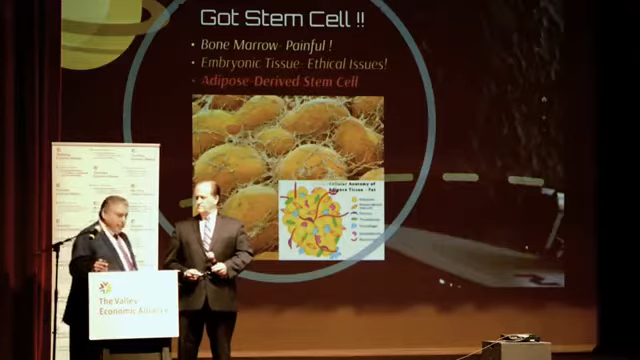 Got Stem Cell !!
• Bone Marrow- Painful !
• Embryonic Tissue- Ethical Issues!
• Adipose-Derived Stem Cell
Cellular Anatomy of
Adipose Tissue - Fat
The Valley
Economic Alliance